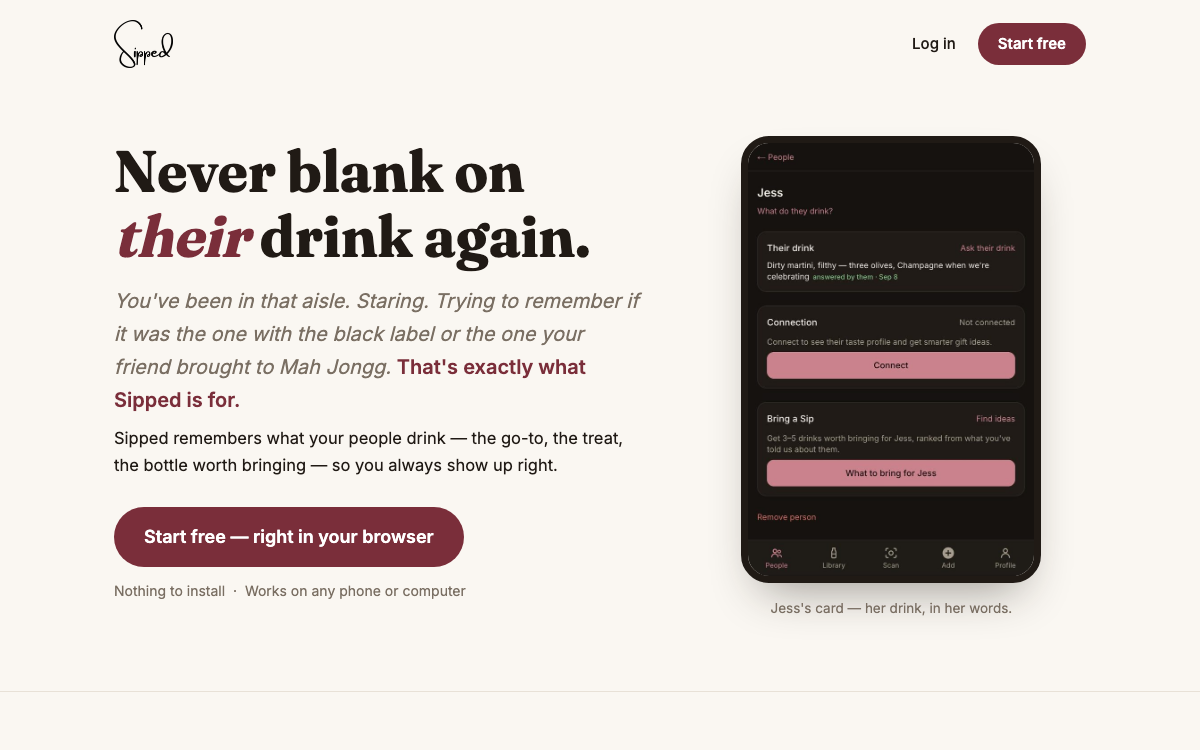 Sipped
Log in
Start free
Never blank on
their drink again.
You've been in that aisle. Staring. Trying to remember if
it was the one with the black label or the one your
friend brought to Mah Jongg. That's exactly what
Sipped is for.
Sipped remembers what your people drink — the go-to, the treat,
the bottle worth bringing — so you always show up right.
Start free — right in your browser
Nothing to install · Works on any phone or computer
← People
Jess
What do they drink?
Their drink
Ask their drink
Dirty martini, filthy — three olives, Champagne when we're
celebrating answered by them · Sep 8
Connection
Not connected
Connect to see their taste profile and get smarter gift ideas.
Connect
Bring a Sip
Find ideas
Get 3–5 drinks worth bringing for Jess, ranked from what you've
told us about them.
What to bring for Jess
Remove person
People
Library
Scan
Add
Profile
Jess's card — her drink, in her words.